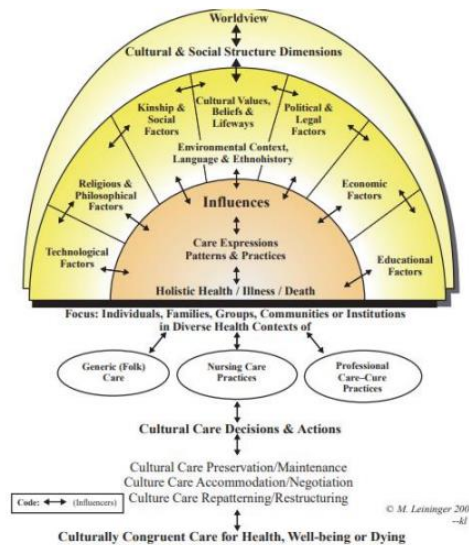 Worldview
Cultural & Social Structure Dimensions
Kinship &
Social
Factors
Cultural Values,
Beliefs &
Lifeways
Political &
Legal
Factors
Environmental Context,
Language & Ethnohistory
Religious &
Philosophical
Factors
Influences
Economic
Factors
Care Expressions
Patterns & Practices
Technological
Factors
Educational
Factors
Holistic Health / Illness / Death
Focus: Individuals, Families, Groups, Communities or Institutions
in Diverse Health Contexts of
Generic (Folk)
Care
Nursing Care
Practices
Professional
Care–Cure
Practices
Cultural Care Decisions & Actions
Cultural Care Preservation/Maintenance
Culture Care Accommodation/Negotiation
Culture Care Repatterning/Restructuring
Code: (Influencers)
© M. Leininger
--kl
Culturally Congruent Care for Health, Well-being or Dying